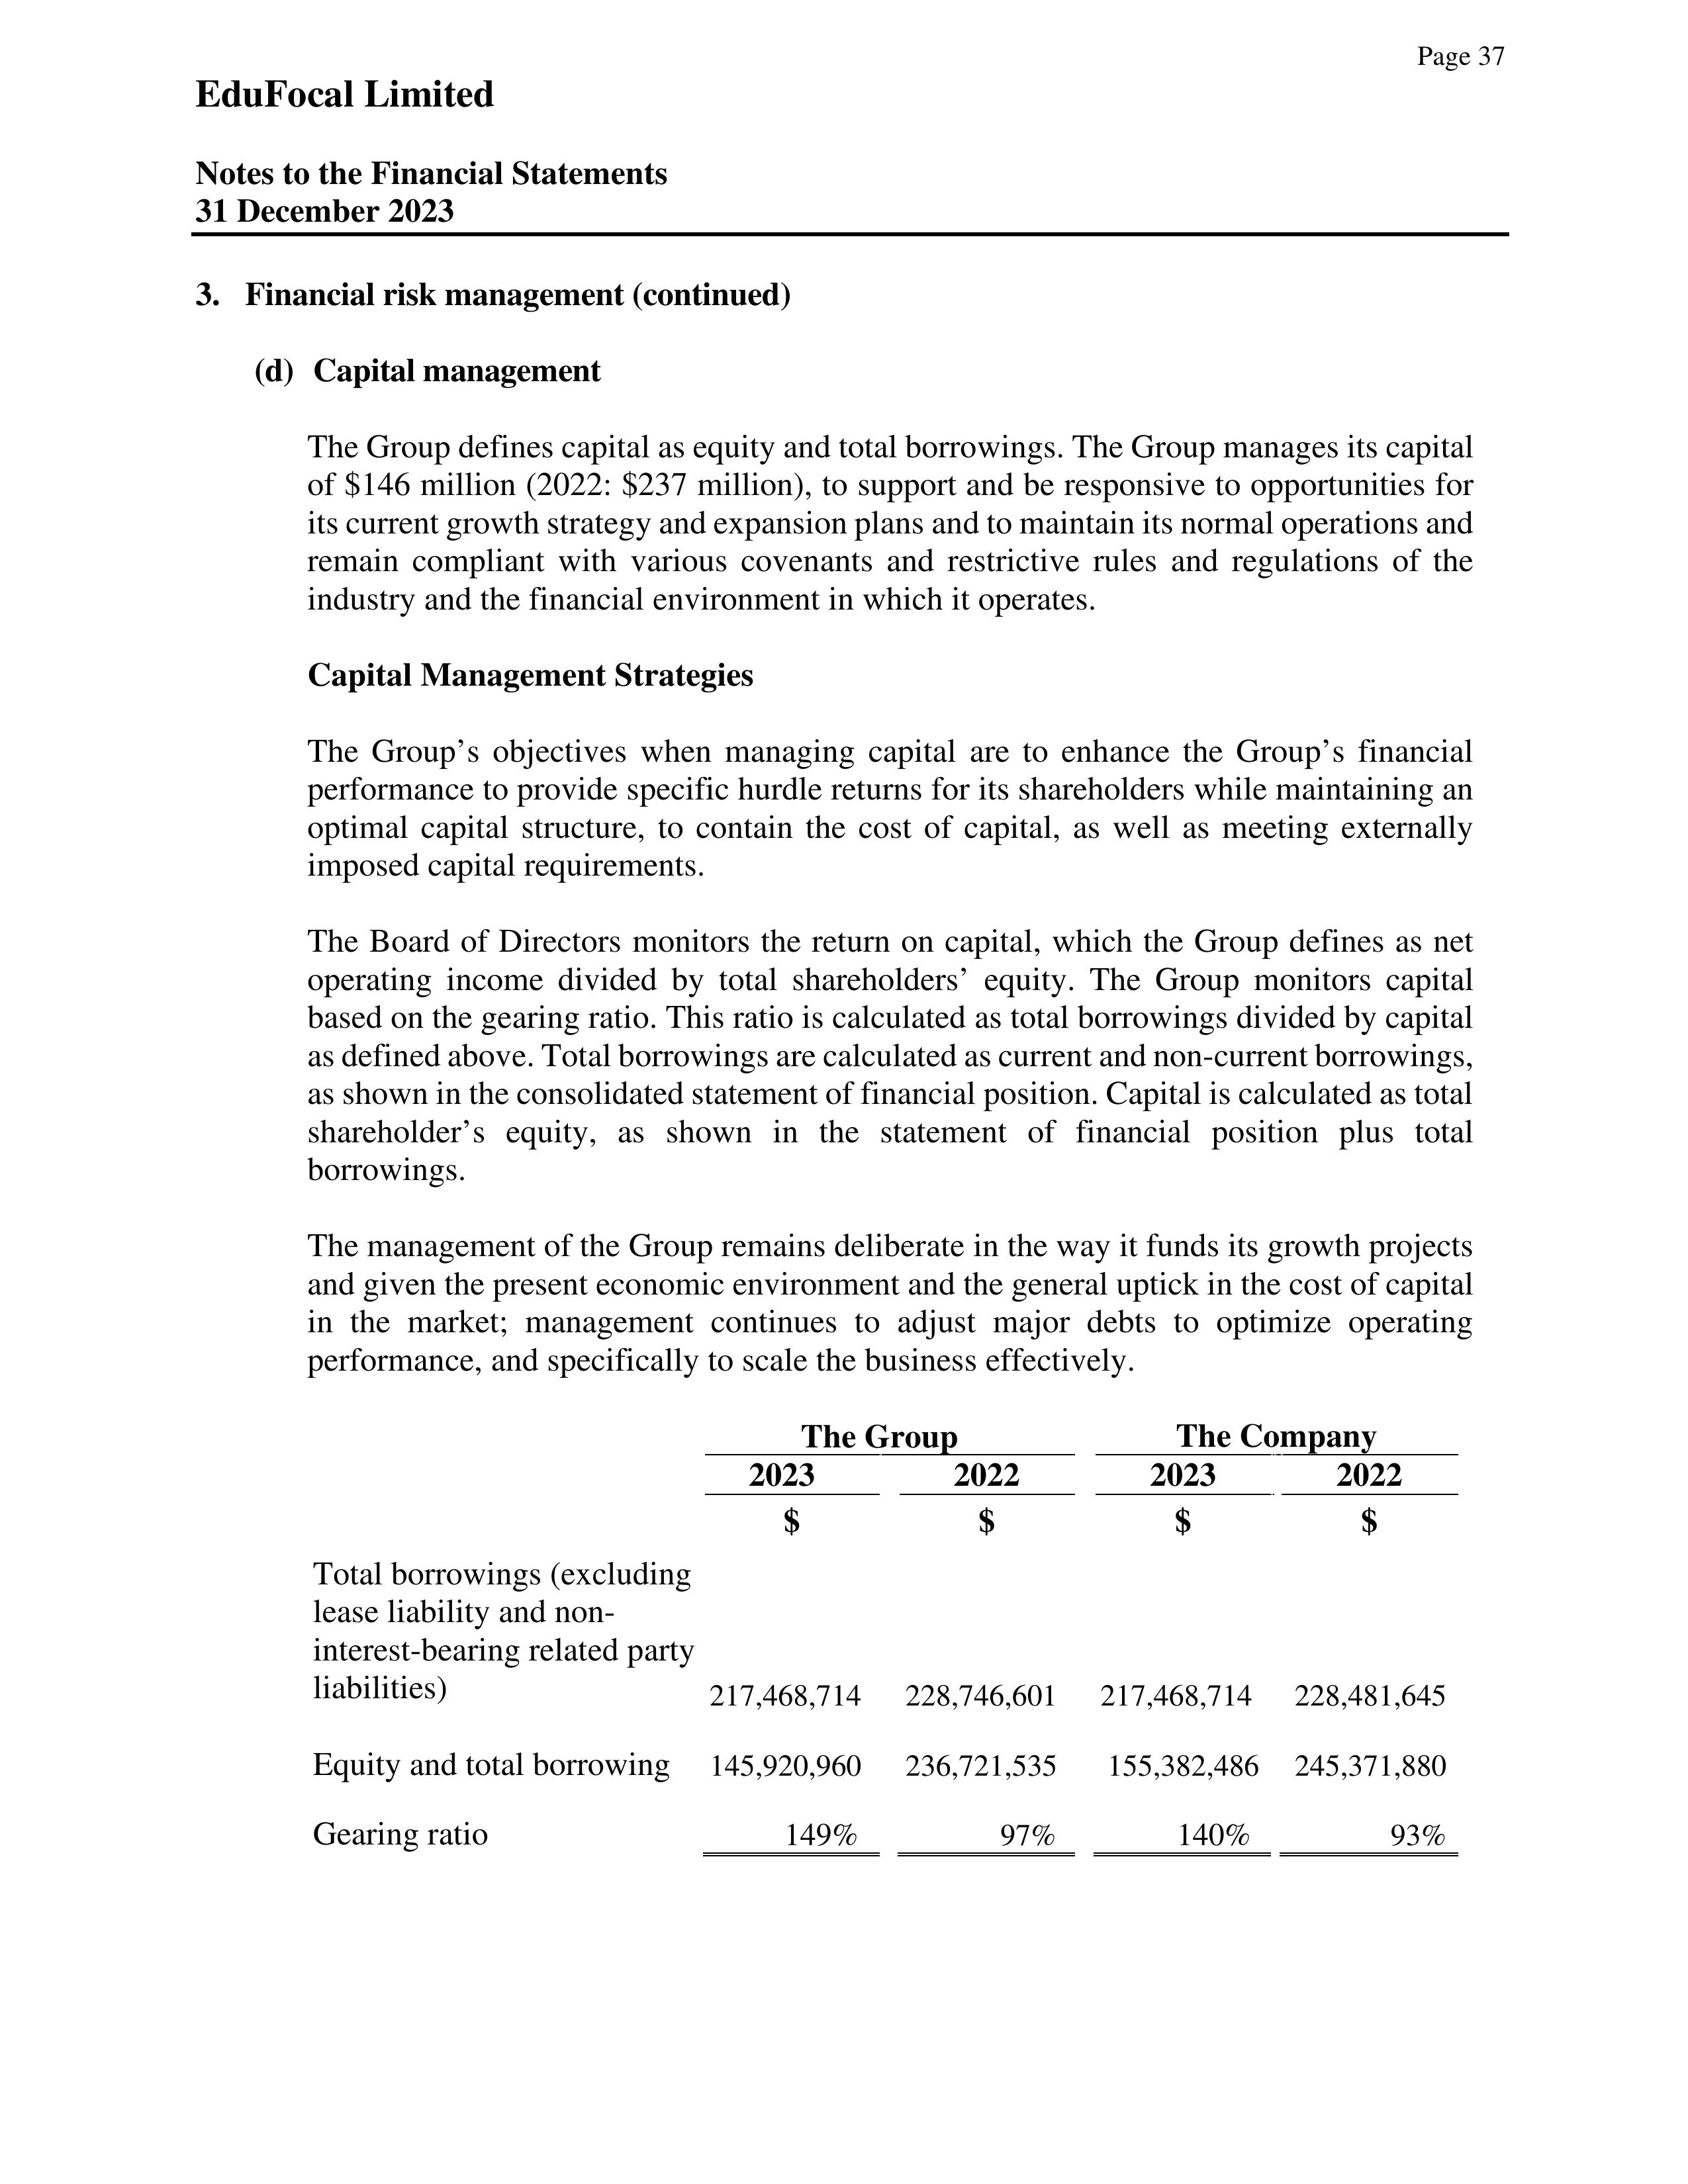 Page 37
EduFocal Limited
Notes to the Financial Statements
31 December 2023
3. Financial risk management (continued)
(d) Capital management
The Group defines capital as equity and total borrowings. The Group manages its capital
of $146 million (2022: $237 million), to support and be responsive to opportunities for
its current growth strategy and expansion plans and to maintain its normal operations and
remain compliant with various covenants and restrictive rules and regulations of the
industry and the financial environment in which it operates.
Capital Management Strategies
The Group’s objectives when managing capital are to enhance the Group’s financial
performance to provide specific hurdle returns for its shareholders while maintaining an
optimal capital structure, to contain the cost of capital, as well as meeting externally
imposed capital requirements.
The Board of Directors monitors the return on capital, which the Group defines as net
operating income divided by total shareholders’ equity. The Group monitors capital
based on the gearing ratio. This ratio is calculated as total borrowings divided by capital
as defined above. Total borrowings are calculated as current and non-current borrowings,
as shown in the consolidated statement of financial position. Capital is calculated as total
shareholder’s equity, as shown in the statement of financial position plus total
borrowings.
The management of the Group remains deliberate in the way it funds its growth projects
and given the present economic environment and the general uptick in the cost of capital
in the market; management continues to adjust major debts to optimize operating
performance, and specifically to scale the business effectively.
The Group The Company
2023 2022 2023 2022
$ $ $ $
Total borrowings (excluding
lease liability and non-
interest-bearing related party
liabilities) 217,468,714 228,746,601 217,468,714 228,481,645
Equity and total borrowing 145,920,960 236,721,535 155,382,486 245,371,880
Gearing ratio 149% 97% 140% 93%